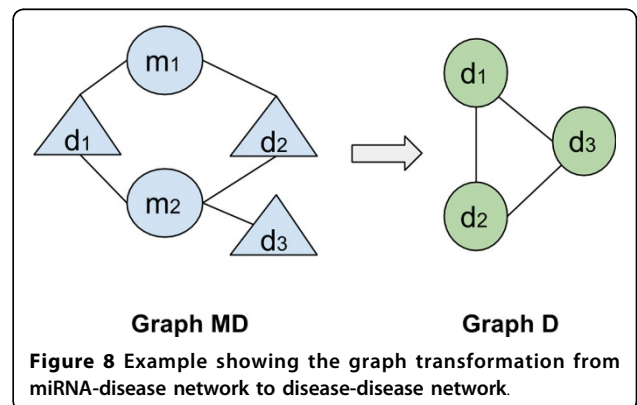 m1
d1
d2
m2
d3
d1
d3
d2
Graph MD
Graph D
Figure 8 Example showing the graph transformation from
miRNA-disease network to disease-disease network.